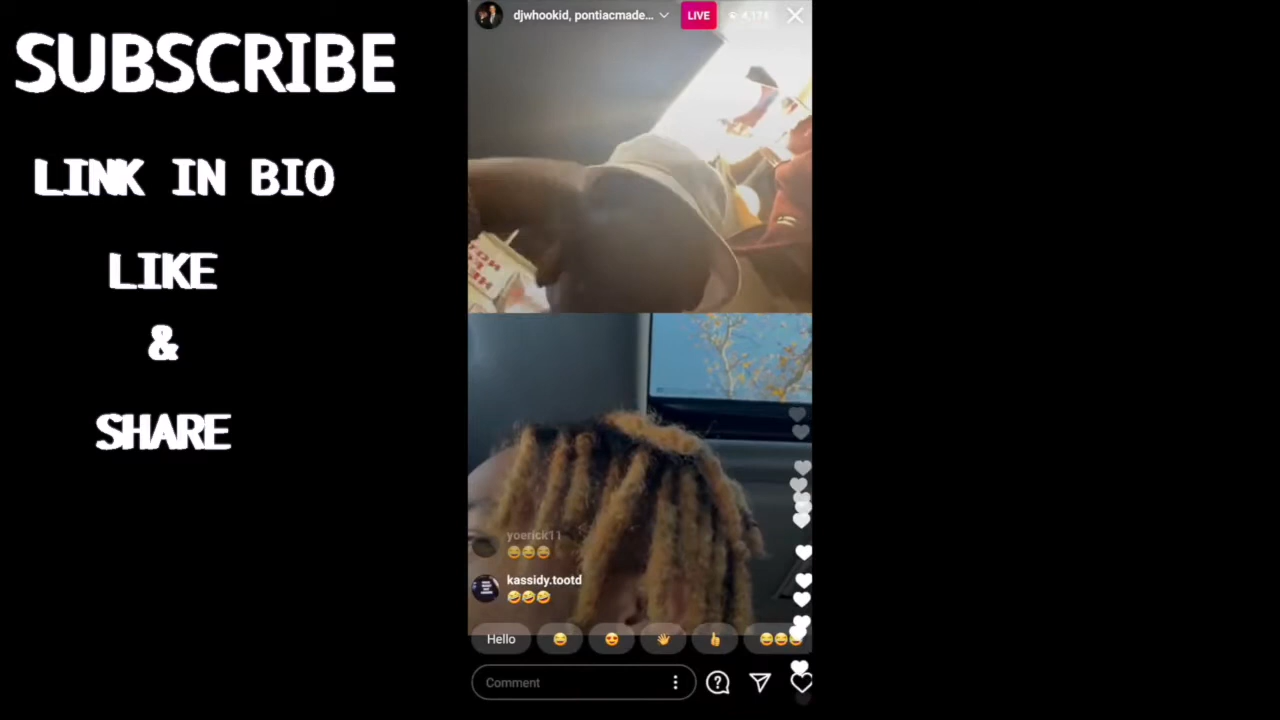 SUBSCRIBE
LINK IN BIO
LIKE
&
SHARE
djwhookid, pontiacmade...
LIVE
yoerick11
😂😂😂
kassidy.tootd
🤣🤣🤣
Hello 😂 😍 👋 👍 😂😂😂
Comment